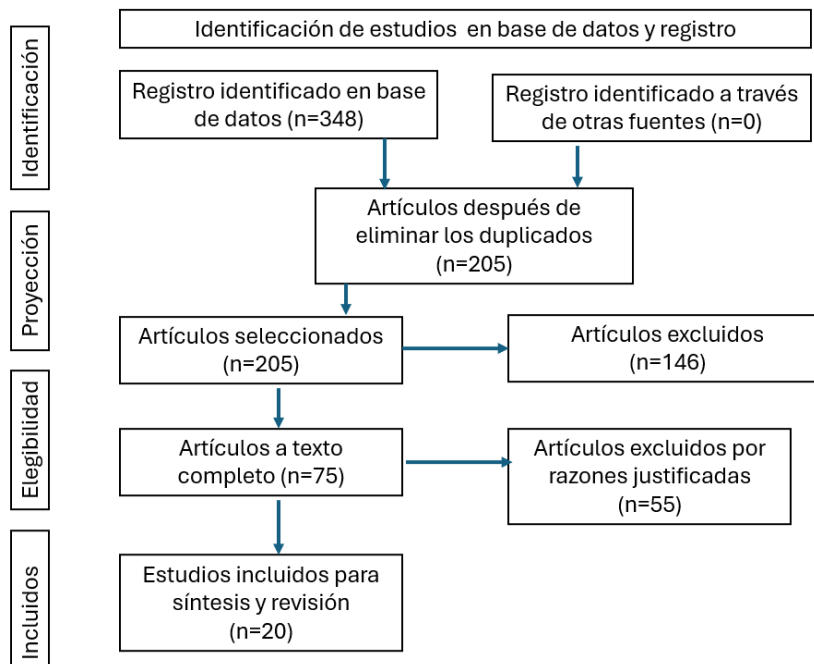 Identificación de estudios  en base de datos y registro
Identificación
Registro identificado en base
de datos (n=348)
Registro identificado a través
de otras fuentes (n=0)
Artículos después de
eliminar los duplicados
(n=205)
Proyección
Artículos seleccionados
(n=205)
Artículos excluidos
(n=146)
Elegibilidad
Artículos a texto
completo (n=75)
Artículos excluidos por
razones justificadas
(n=55)
Incluidos
Estudios incluidos para
síntesis y revisión
(n=20)